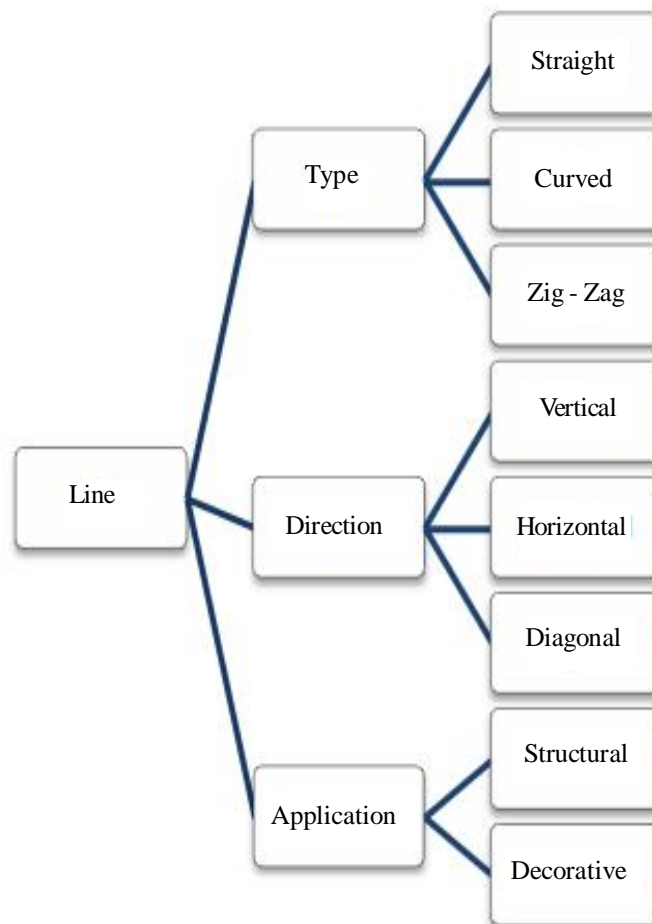 Straight
Type
Curved
Zig - Zag
Vertical
Line
Direction
Horizontal
Diagonal
Structural
Application
Decorative